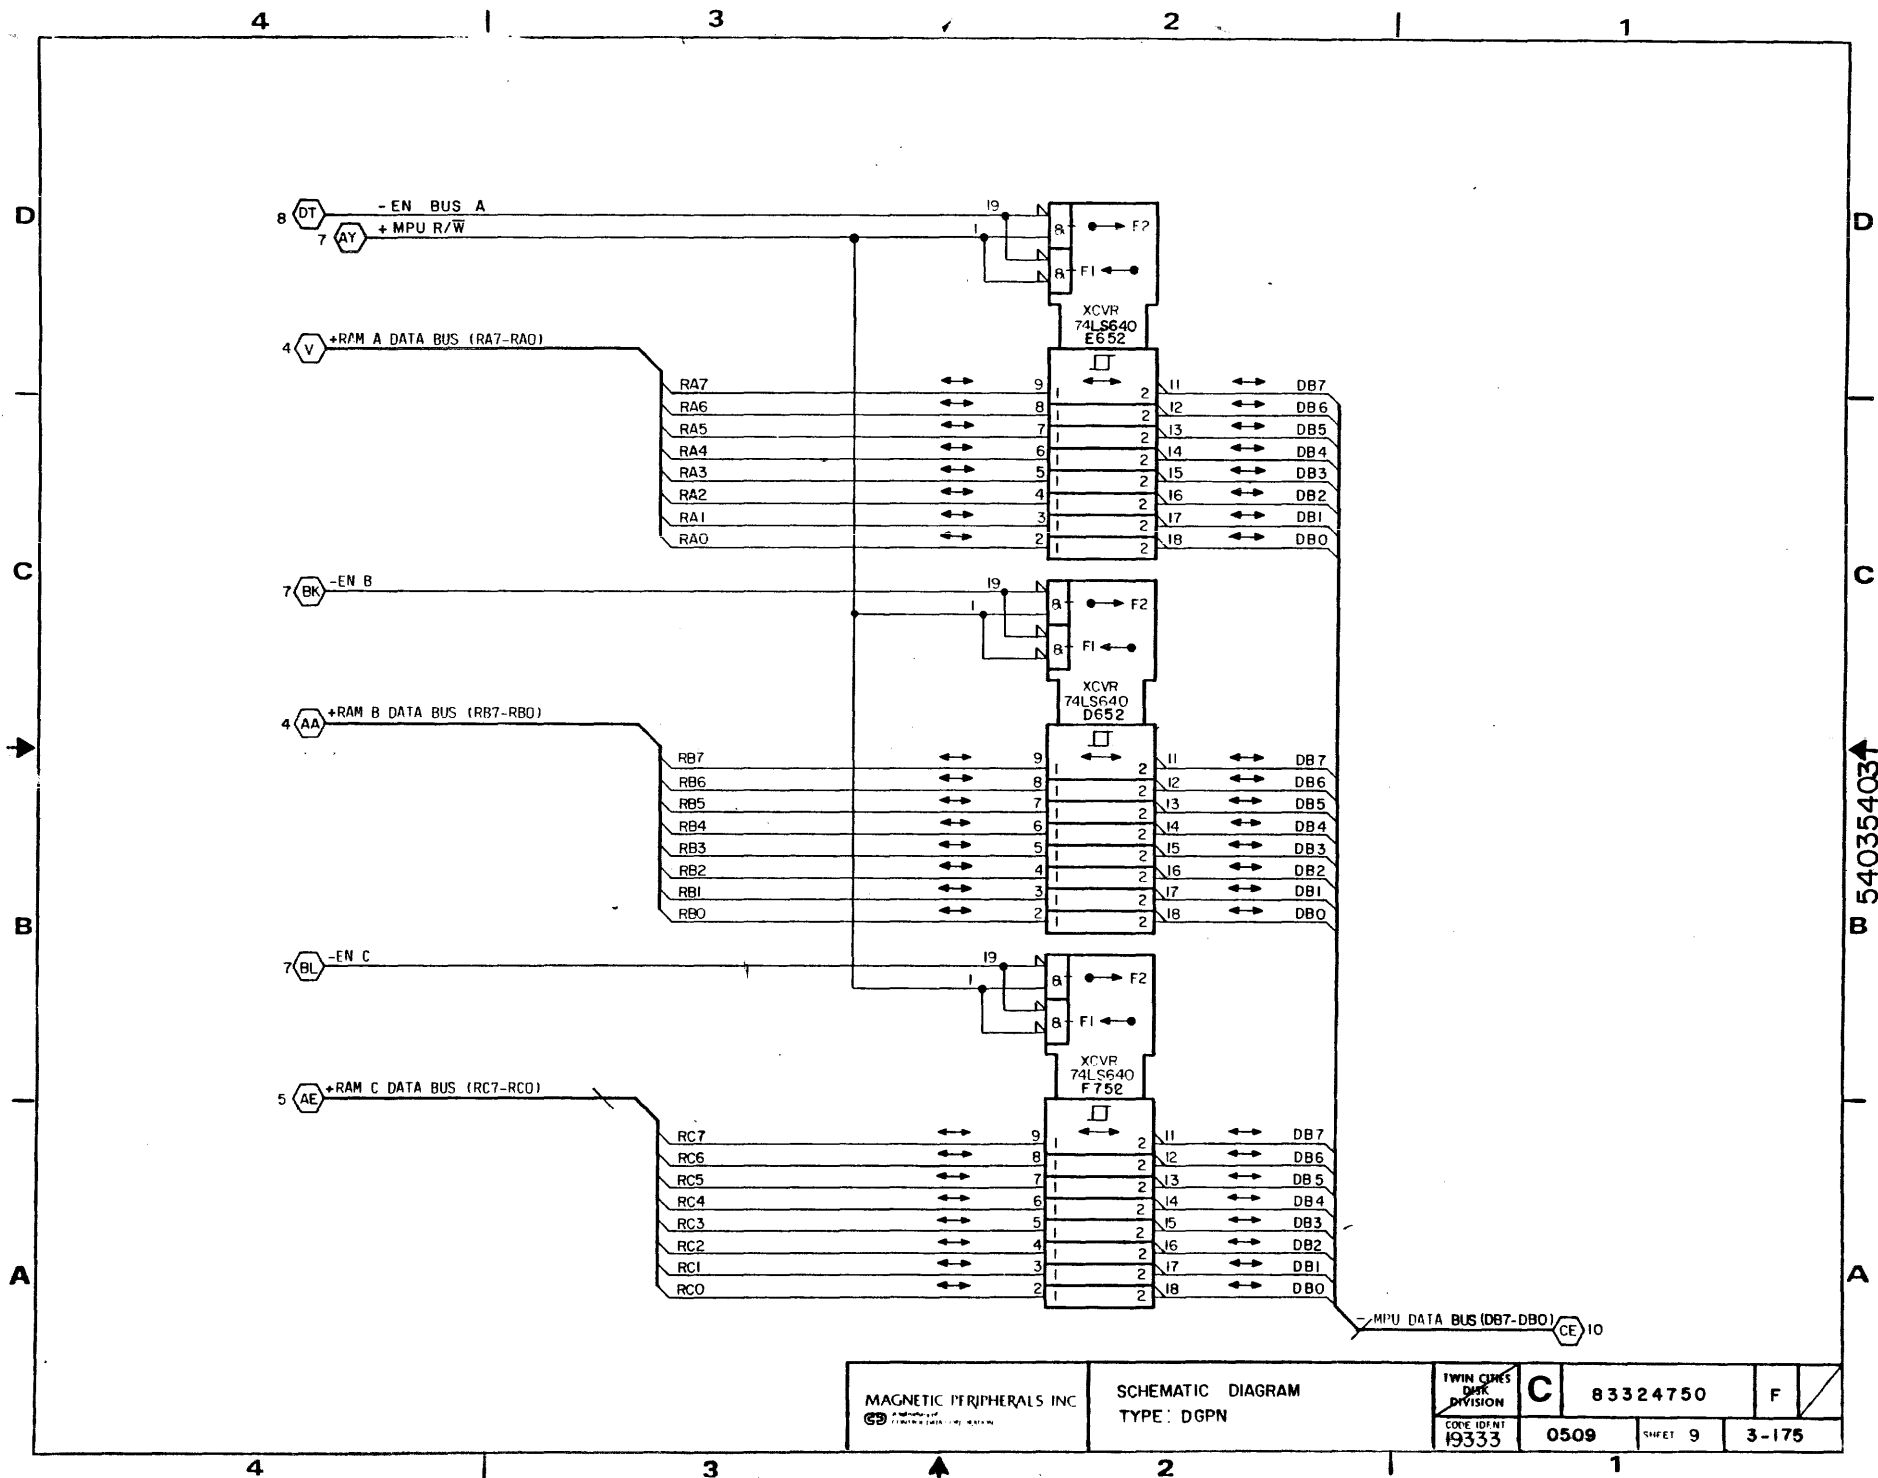 4 3 2 1
D D
8 DT -EN BUS A 19
7 AY +MPU R/W̅ 1
& F2
& F1
XCVR
74LS640
E652
4 V +RAM A DATA BUS (RA7-RA0)
RA7 9 1 2 11 DB7
RA6 8 1 2 12 DB6
RA5 7 1 2 13 DB5
RA4 6 1 2 14 DB4
RA3 5 1 2 15 DB3
RA2 4 1 2 16 DB2
RA1 3 1 2 17 DB1
RA0 2 1 2 18 DB0
C C
7 BK -EN B 19
1
& F2
& F1
XCVR
74LS640
D652
4 AA +RAM B DATA BUS (RB7-RB0)
RB7 9 1 2 11 DB7
RB6 8 1 2 12 DB6
RB5 7 1 2 13 DB5
RB4 6 1 2 14 DB4
RB3 5 1 2 15 DB3
RB2 4 1 2 16 DB2
RB1 3 1 2 17 DB1
RB0 2 1 2 18 DB0
54035403
B B
7 BL -EN C 19
1
& F2
& F1
XCVR
74LS640
F752
5 AE +RAM C DATA BUS (RC7-RC0)
RC7 9 1 2 11 DB7
RC6 8 1 2 12 DB6
RC5 7 1 2 13 DB5
RC4 6 1 2 14 DB4
RC3 5 1 2 15 DB3
RC2 4 1 2 16 DB2
RC1 3 1 2 17 DB1
RC0 2 1 2 18 DB0
A A
-MPU DATA BUS (DB7-DB0) CE 10
MAGNETIC PERIPHERALS INC
SCHEMATIC DIAGRAM
TYPE: DGPN
TWIN CITIES
DISK
DIVISION
C 83324750 F
CODE IDENT
19333
0509 SHEET 9 3-175
4 3 2 1